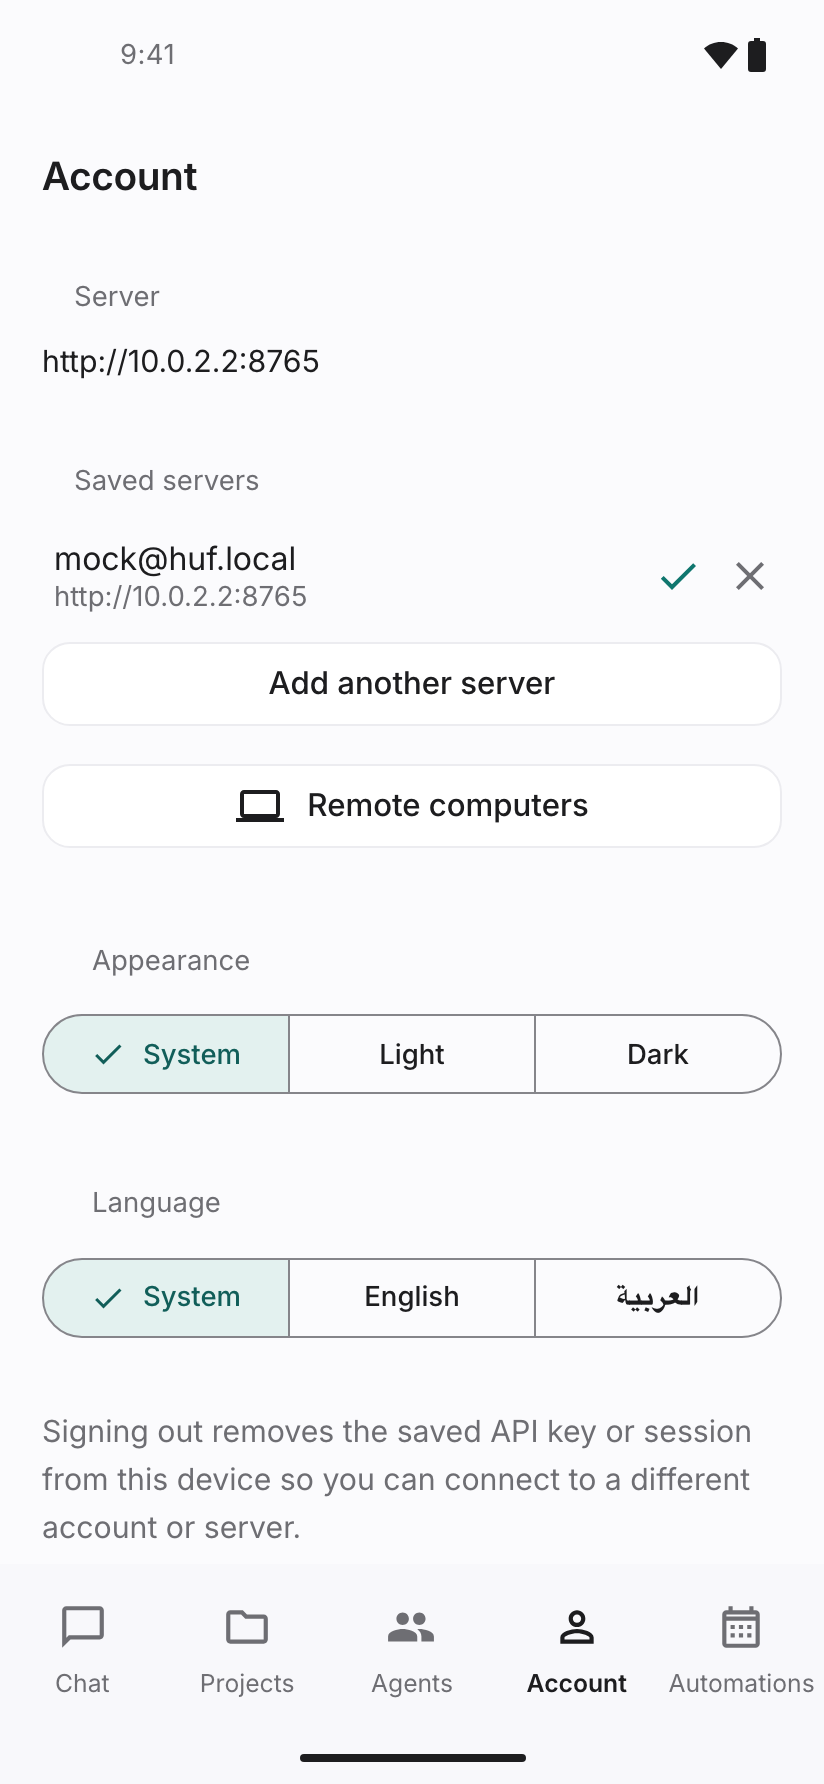 9:41
Account
Server
http://10.0.2.2:8765
Saved servers
mock@huf.local
http://10.0.2.2:8765
Add another server
Remote computers
Appearance
System
Light
Dark
Language
System
English
العربية
Signing out removes the saved API key or session
from this device so you can connect to a different
account or server.
Chat
Projects
Agents
Account
Automations